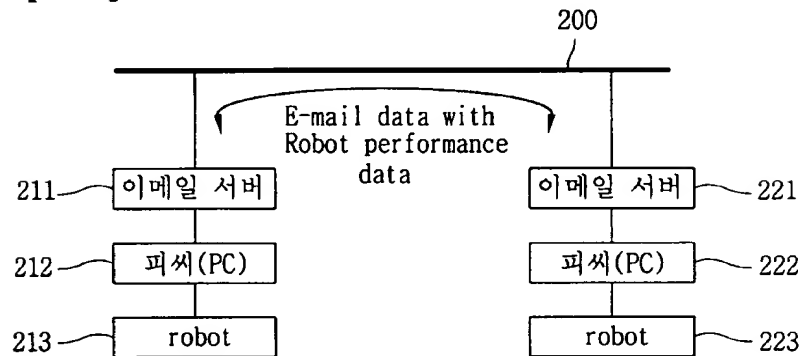 200
E-mail data with
Robot performance
data
211 이메일 서버 이메일 서버 221
212 피씨(PC) 피씨(PC) 222
213 robot robot 223